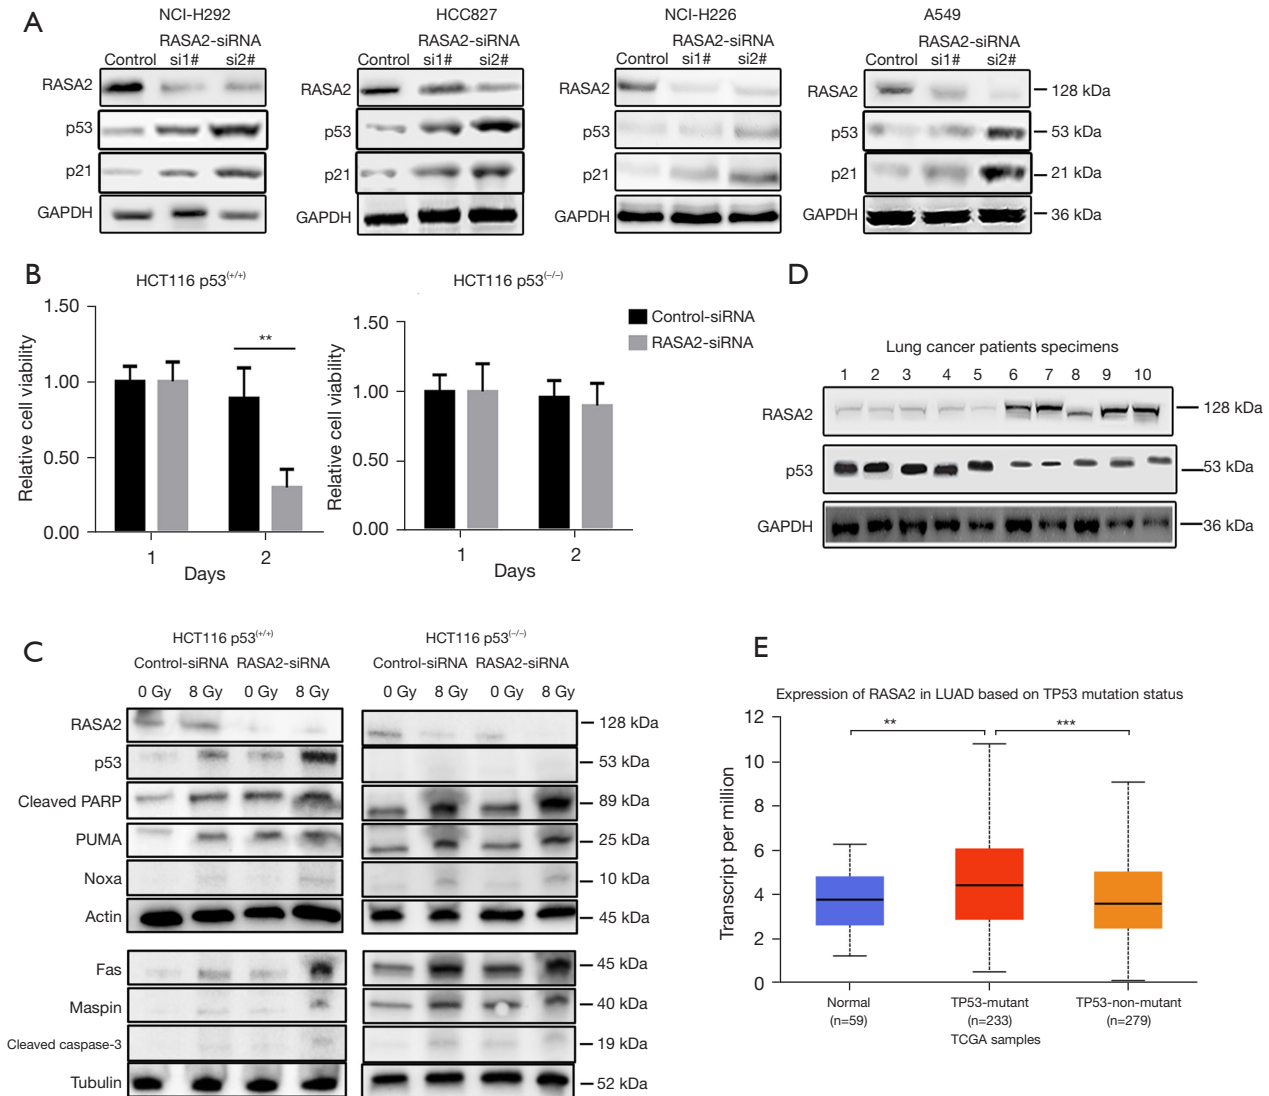 A
NCI-H292
RASA2-siRNA
Control si1# si2#
RASA2
p53
p21
GAPDH
HCC827
RASA2-siRNA
Control si1# si2#
RASA2
p53
p21
GAPDH
NCI-H226
RASA2-siRNA
Control si1# si2#
RASA2
p53
p21
GAPDH
A549
RASA2-siRNA
Control si1# si2#
RASA2 128 kDa
p53 53 kDa
p21 21 kDa
GAPDH 36 kDa
B
HCT116 p53(+/+)
Relative cell viability
1.50
1.00
0.50
0.00
**
1 2
Days
HCT116 p53(−/−)
Relative cell viability
1.50
1.00
0.50
0.00
1 2
Days
Control-siRNA
RASA2-siRNA
D
Lung cancer patients specimens
1 2 3 4 5 6 7 8 9 10
RASA2 128 kDa
p53 53 kDa
GAPDH 36 kDa
C
HCT116 p53(+/+) HCT116 p53(−/−)
Control-siRNA RASA2-siRNA Control-siRNA RASA2-siRNA
0 Gy 8 Gy 0 Gy 8 Gy 0 Gy 8 Gy 0 Gy 8 Gy
RASA2 128 kDa
p53 53 kDa
Cleaved PARP 89 kDa
PUMA 25 kDa
Noxa 10 kDa
Actin 45 kDa
Fas 45 kDa
Maspin 40 kDa
Cleaved caspase-3 19 kDa
Tubulin 52 kDa
E
Expression of RASA2 in LUAD based on TP53 mutation status
Transcript per million
12
10
8
6
4
2
0
** ***
Normal TP53-mutant TP53-non-mutant
(n=59) (n=233) (n=279)
TCGA samples